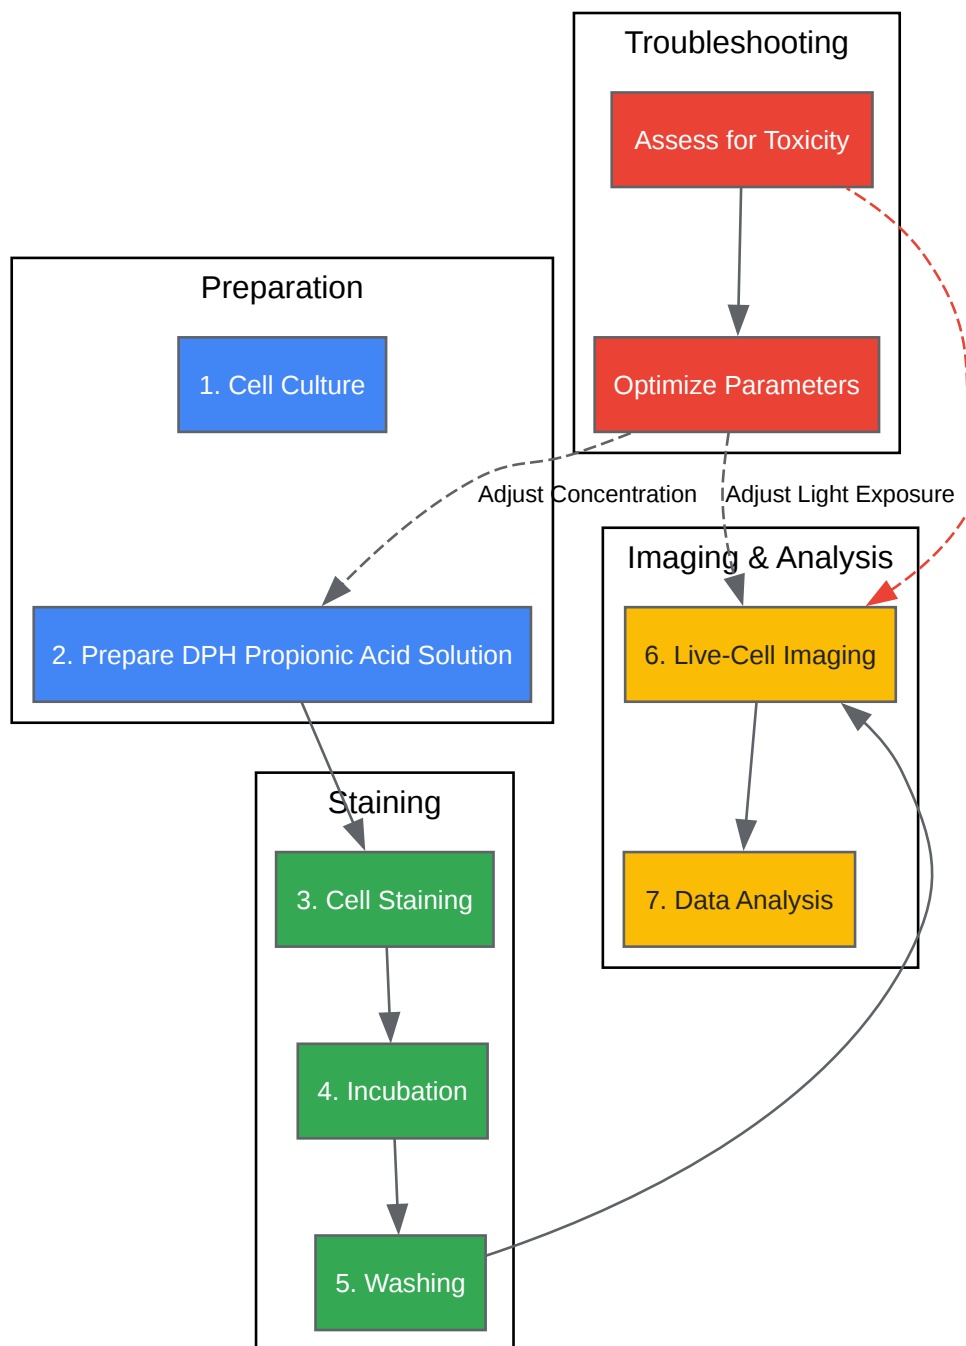 Troubleshooting
Assess for Toxicity
Preparation
1. Cell Culture
Optimize Parameters
Adjust Concentration
Adjust Light Exposure
Imaging & Analysis
2. Prepare DPH Propionic Acid Solution
6. Live-Cell Imaging
Staining
3. Cell Staining
7. Data Analysis
4. Incubation
5. Washing